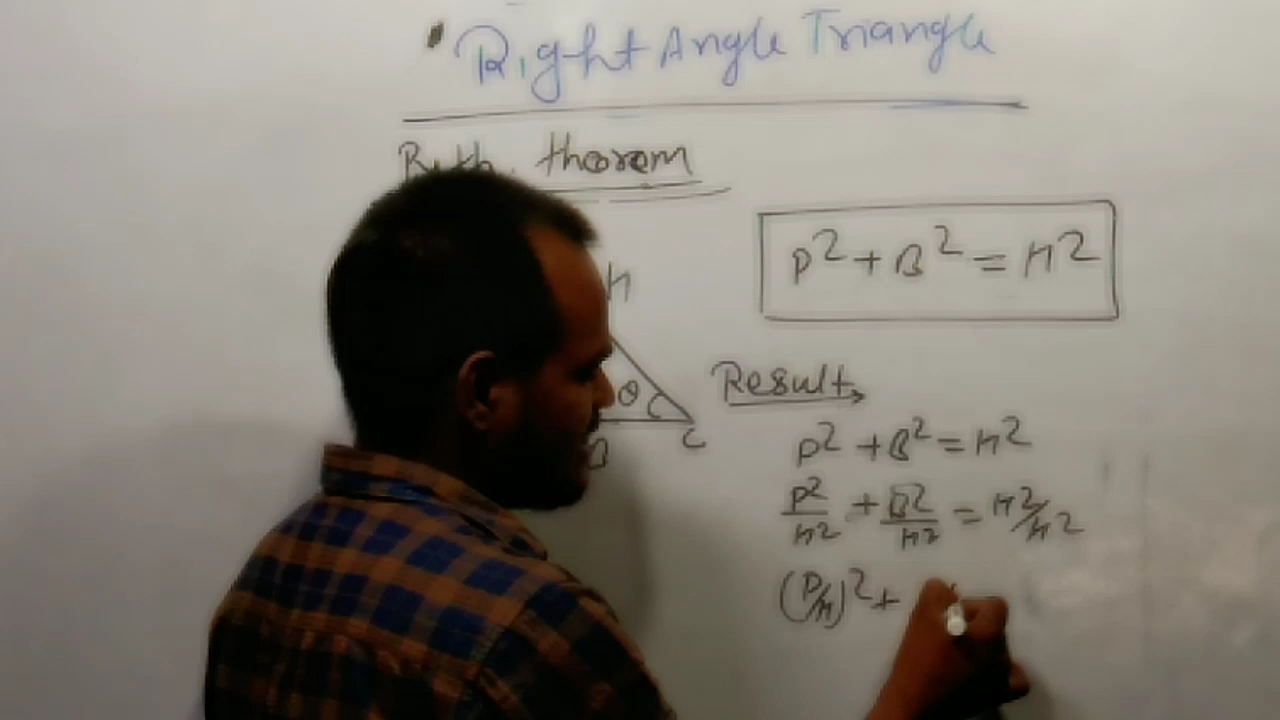 Right Angle Triangle
theorem
P² + B² = H²
H
θ
C
Result
P² + B² = H²
P²/H² + B²/H² = H²/H²
(P/H)² +